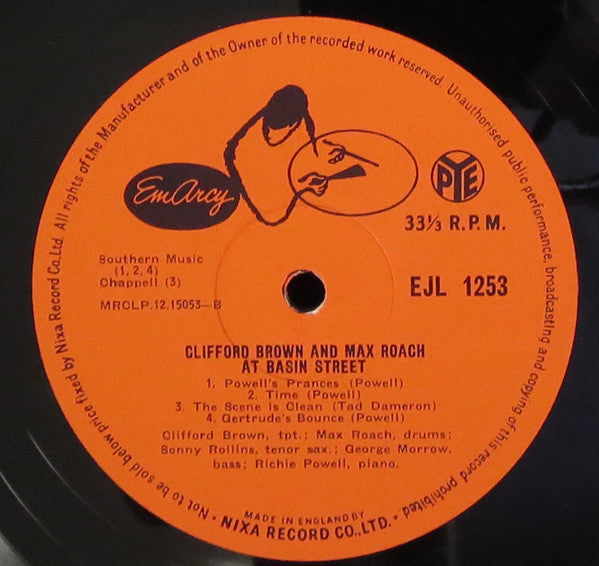 Not to be sold below price fixed by Nixa Record Co.Ltd. All rights of the Manufacturer and of the Owner of the recorded work reserved. Unauthorised public performance, broadcasting and copying of this record prohibited
EmArcy
PYE
33⅓ R.P.M.
Southern Music
(1, 2, 4)
Chappell (3)
MRCLP.12.15053—B
EJL 1253
CLIFFORD BROWN AND MAX ROACH
AT BASIN STREET
1. Powell's Prances (Powell)
2. Time (Powell)
3. The Scene is Clean (Tad Dameron)
4. Gertrude's Bounce (Powell)
Clifford Brown, tpt.; Max Roach, drums;
Sonny Rollins, tenor sax.; George Morrow,
bass; Richie Powell, piano.
MADE IN ENGLAND BY
• NIXA RECORD CO.,LTD. •